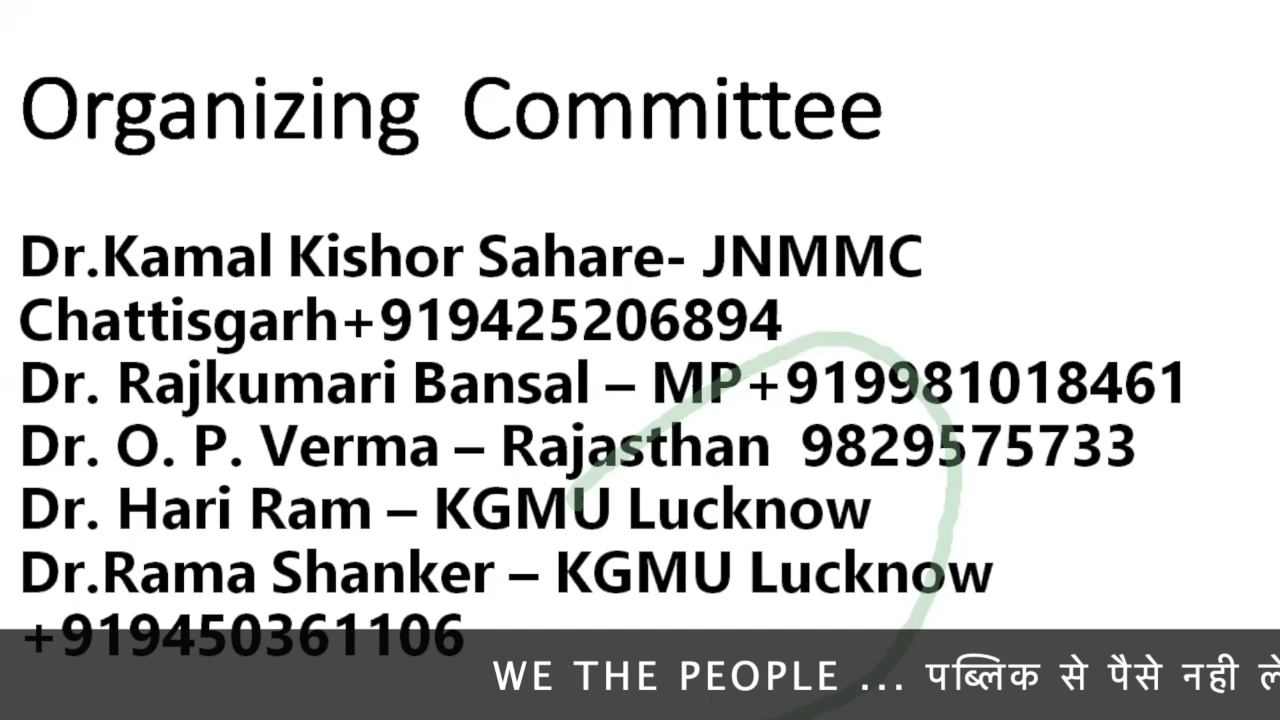 Organizing Committee
Dr.Kamal Kishor Sahare- JNMMC
Chattisgarh+919425206894
Dr. Rajkumari Bansal – MP+919981018461
Dr. O. P. Verma – Rajasthan 9829575733
Dr. Hari Ram – KGMU Lucknow
Dr.Rama Shanker – KGMU Lucknow
+919450361106
WE THE PEOPLE ... पब्लिक से पैसे नही